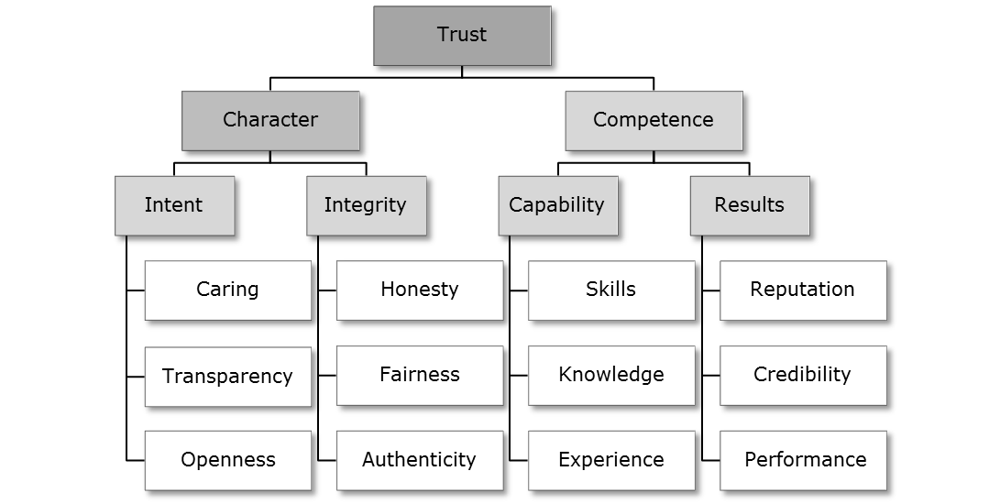 Trust
Character
Competence
Intent
Integrity
Capability
Results
Caring
Honesty
Skills
Reputation
Transparency
Fairness
Knowledge
Credibility
Openness
Authenticity
Experience
Performance